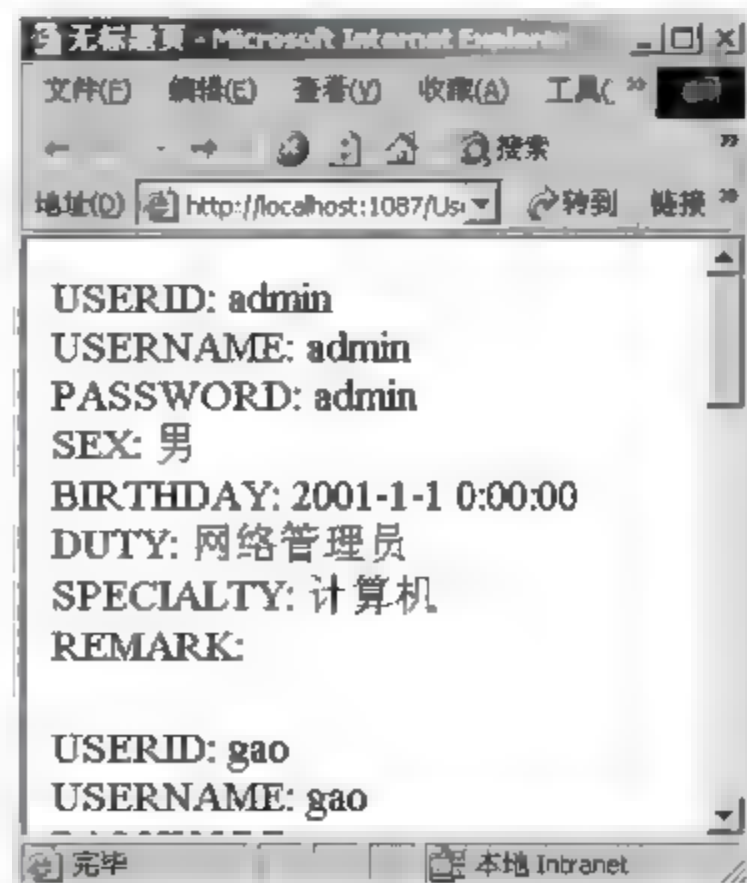 无标题页 - Microsoft Internet Explorer
文件(F) 编辑(E) 查看(V) 收藏(A) 工具( »
搜索 »
地址(D) http://localhost:1087/Us 转到 链接 »
USERID: admin
USERNAME: admin
PASSWORD: admin
SEX: 男
BIRTHDAY: 2001-1-1 0:00:00
DUTY: 网络管理员
SPECIALTY: 计算机
REMARK:
USERID: gao
USERNAME: gao
完毕 本地 Intranet